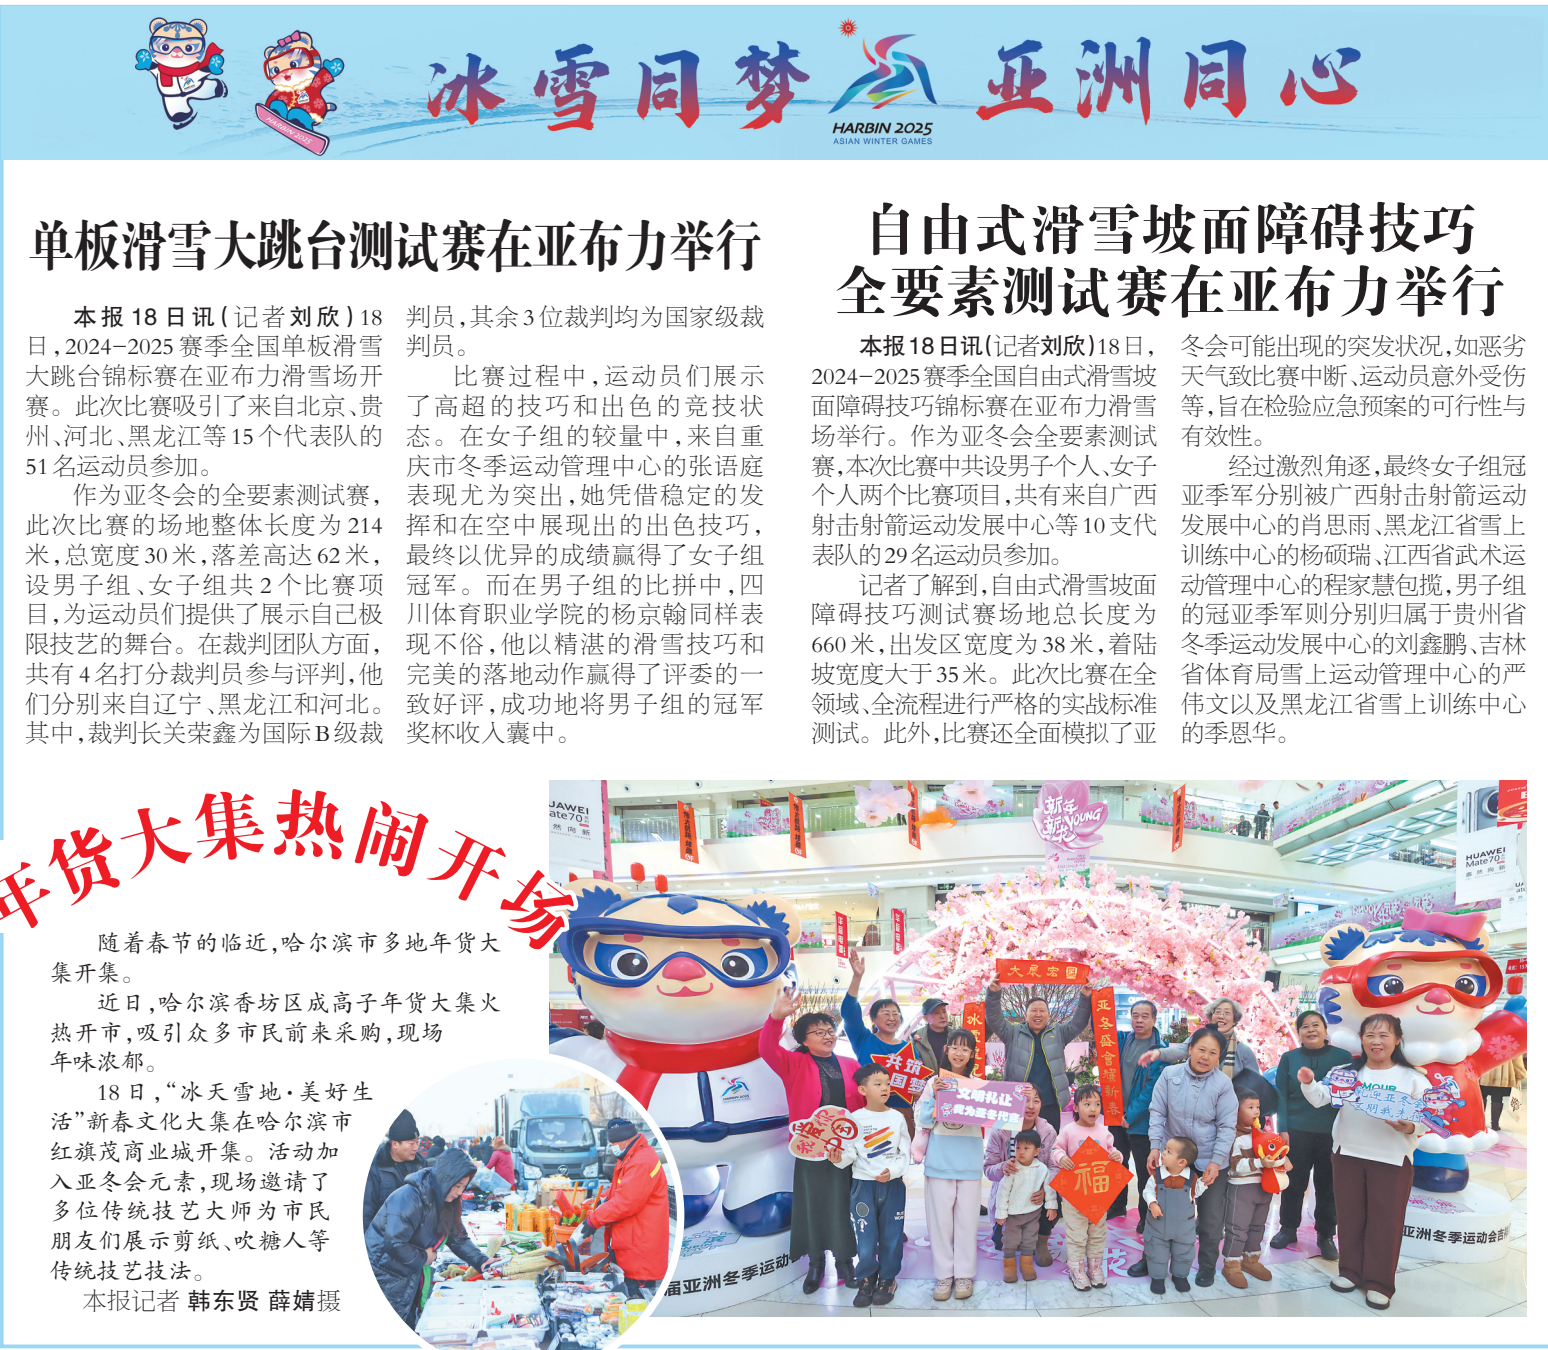 冰雪同梦 亚洲同心
HARBIN 2025
ASIAN WINTER GAMES
HARBIN 2025
单板滑雪大跳台测试赛在亚布力举行
本报18日讯(记者刘欣)18
日,2024-2025赛季全国单板滑雪
大跳台锦标赛在亚布力滑雪场开
赛。此次比赛吸引了来自北京、贵
州、河北、黑龙江等15个代表队的
51名运动员参加。
作为亚冬会的全要素测试赛,
此次比赛的场地整体长度为214
米,总宽度30米,落差高达62米,
设男子组、女子组共2个比赛项
目,为运动员们提供了展示自己极
限技艺的舞台。在裁判团队方面,
共有4名打分裁判员参与评判,他
们分别来自辽宁、黑龙江和河北。
其中,裁判长关荣鑫为国际B级裁
判员,其余3位裁判均为国家级裁
判员。
比赛过程中,运动员们展示
了高超的技巧和出色的竞技状
态。在女子组的较量中,来自重
庆市冬季运动管理中心的张语庭
表现尤为突出,她凭借稳定的发
挥和在空中展现出的出色技巧,
最终以优异的成绩赢得了女子组
冠军。而在男子组的比拼中,四
川体育职业学院的杨京翰同样表
现不俗,他以精湛的滑雪技巧和
完美的落地动作赢得了评委的一
致好评,成功地将男子组的冠军
奖杯收入囊中。
自由式滑雪坡面障碍技巧
全要素测试赛在亚布力举行
本报18日讯(记者刘欣)18日,
2024-2025赛季全国自由式滑雪坡
面障碍技巧锦标赛在亚布力滑雪
场举行。作为亚冬会全要素测试
赛,本次比赛中共设男子个人、女子
个人两个比赛项目,共有来自广西
射击射箭运动发展中心等10支代
表队的29名运动员参加。
记者了解到,自由式滑雪坡面
障碍技巧测试赛场地总长度为
660米,出发区宽度为38米,着陆
坡宽度大于35米。此次比赛在全
领域、全流程进行严格的实战标准
测试。此外,比赛还全面模拟了亚
冬会可能出现的突发状况,如恶劣
天气致比赛中断、运动员意外受伤
等,旨在检验应急预案的可行性与
有效性。
经过激烈角逐,最终女子组冠
亚季军分别被广西射击射箭运动
发展中心的肖思雨、黑龙江省雪上
训练中心的杨硕瑞、江西省武术运
动管理中心的程家慧包揽,男子组
的冠亚季军则分别归属于贵州省
冬季运动发展中心的刘鑫鹏、吉林
省体育局雪上运动管理中心的严
伟文以及黑龙江省雪上训练中心
的季恩华。
年货大集热闹开场
随着春节的临近,哈尔滨市多地年货大
集开集。
近日,哈尔滨香坊区成高子年货大集火
热开市,吸引众多市民前来采购,现场
年味浓郁。
18日,“冰天雪地·美好生
活”新春文化大集在哈尔滨市
红旗茂商业城开集。活动加
入亚冬会元素,现场邀请了
多位传统技艺大师为市民
朋友们展示剪纸、吹糖人等
传统技艺技法。
本报记者 韩东贤 薛婧摄
新年
YOUNG
HUAWEI
Mate70
大展宏图
亚冬盛会耀新春
共筑
文明礼让
我为亚冬代言
福
届亚洲冬季运动会
亚洲冬季运动会吉